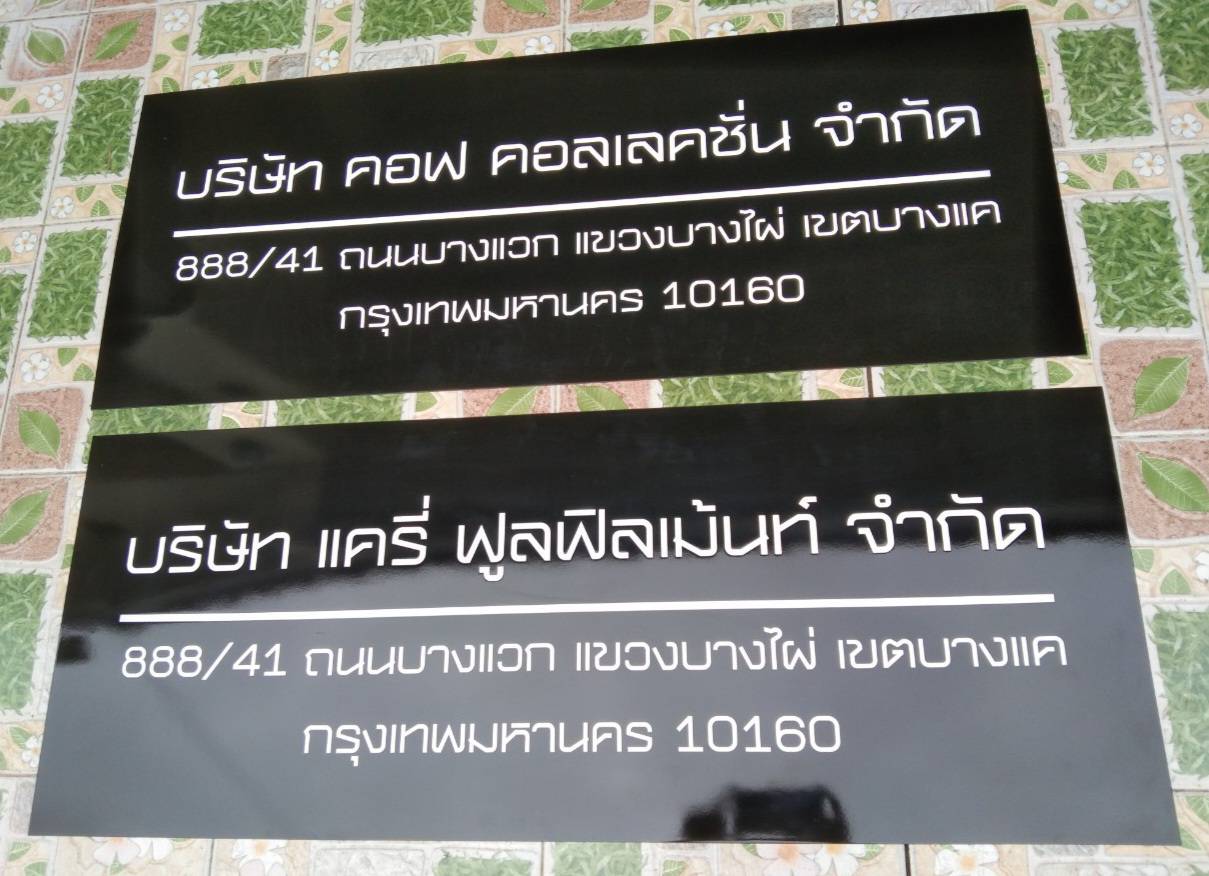 บริษัท คอฟ คอลเลคชั่น จำกัด
888/41 ถนนบางแวก แขวงบางไผ่ เขตบางแค
กรุงเทพมหานคร 10160
บริษัท แครี่ ฟูลฟิลเม้นท์ จำกัด
888/41 ถนนบางแวก แขวงบางไผ่ เขตบางแค
กรุงเทพมหานคร 10160